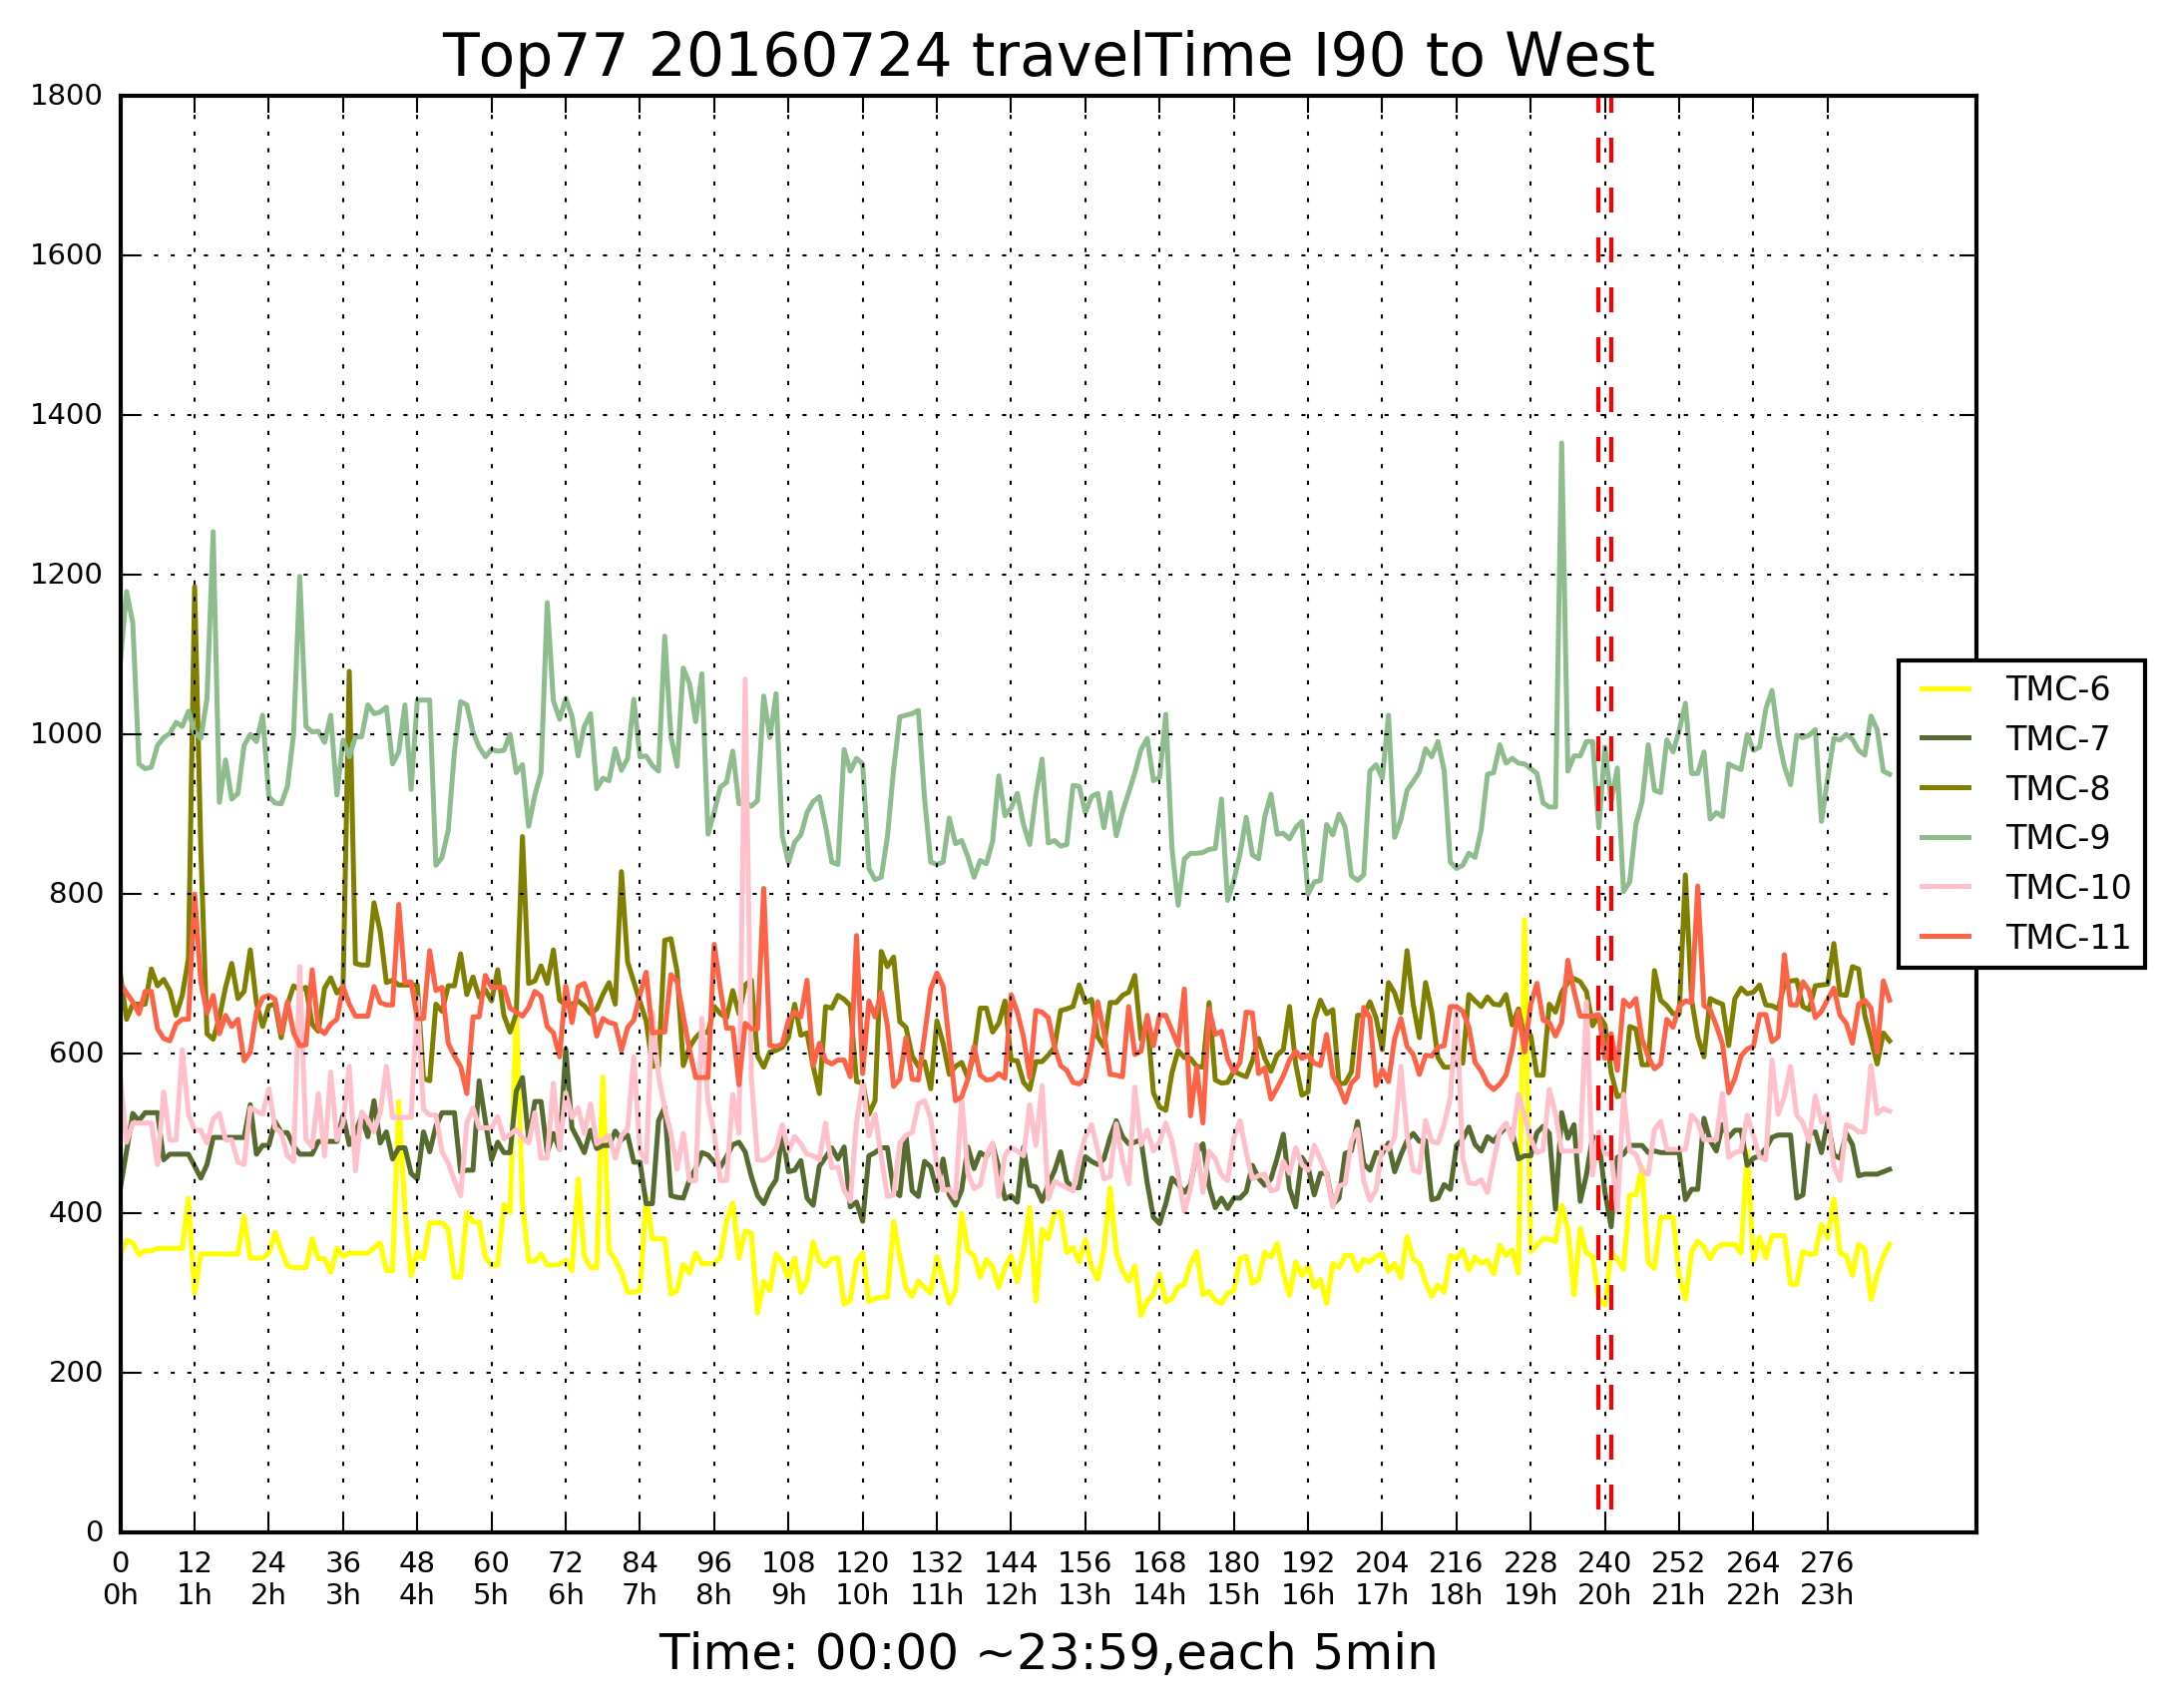 Top77 20160724 travelTime I90 to West
1800
1600
1400
1200
1000
800
600
400
200
0
TMC-6
TMC-7
TMC-8
TMC-9
TMC-10
TMC-11
0 12 24 36 48 60 72 84 96 108 120 132 144 156 168 180 192 204 216 228 240 252 264 276
0h 1h 2h 3h 4h 5h 6h 7h 8h 9h 10h 11h 12h 13h 14h 15h 16h 17h 18h 19h 20h 21h 22h 23h
Time: 00:00 ~23:59,each 5min